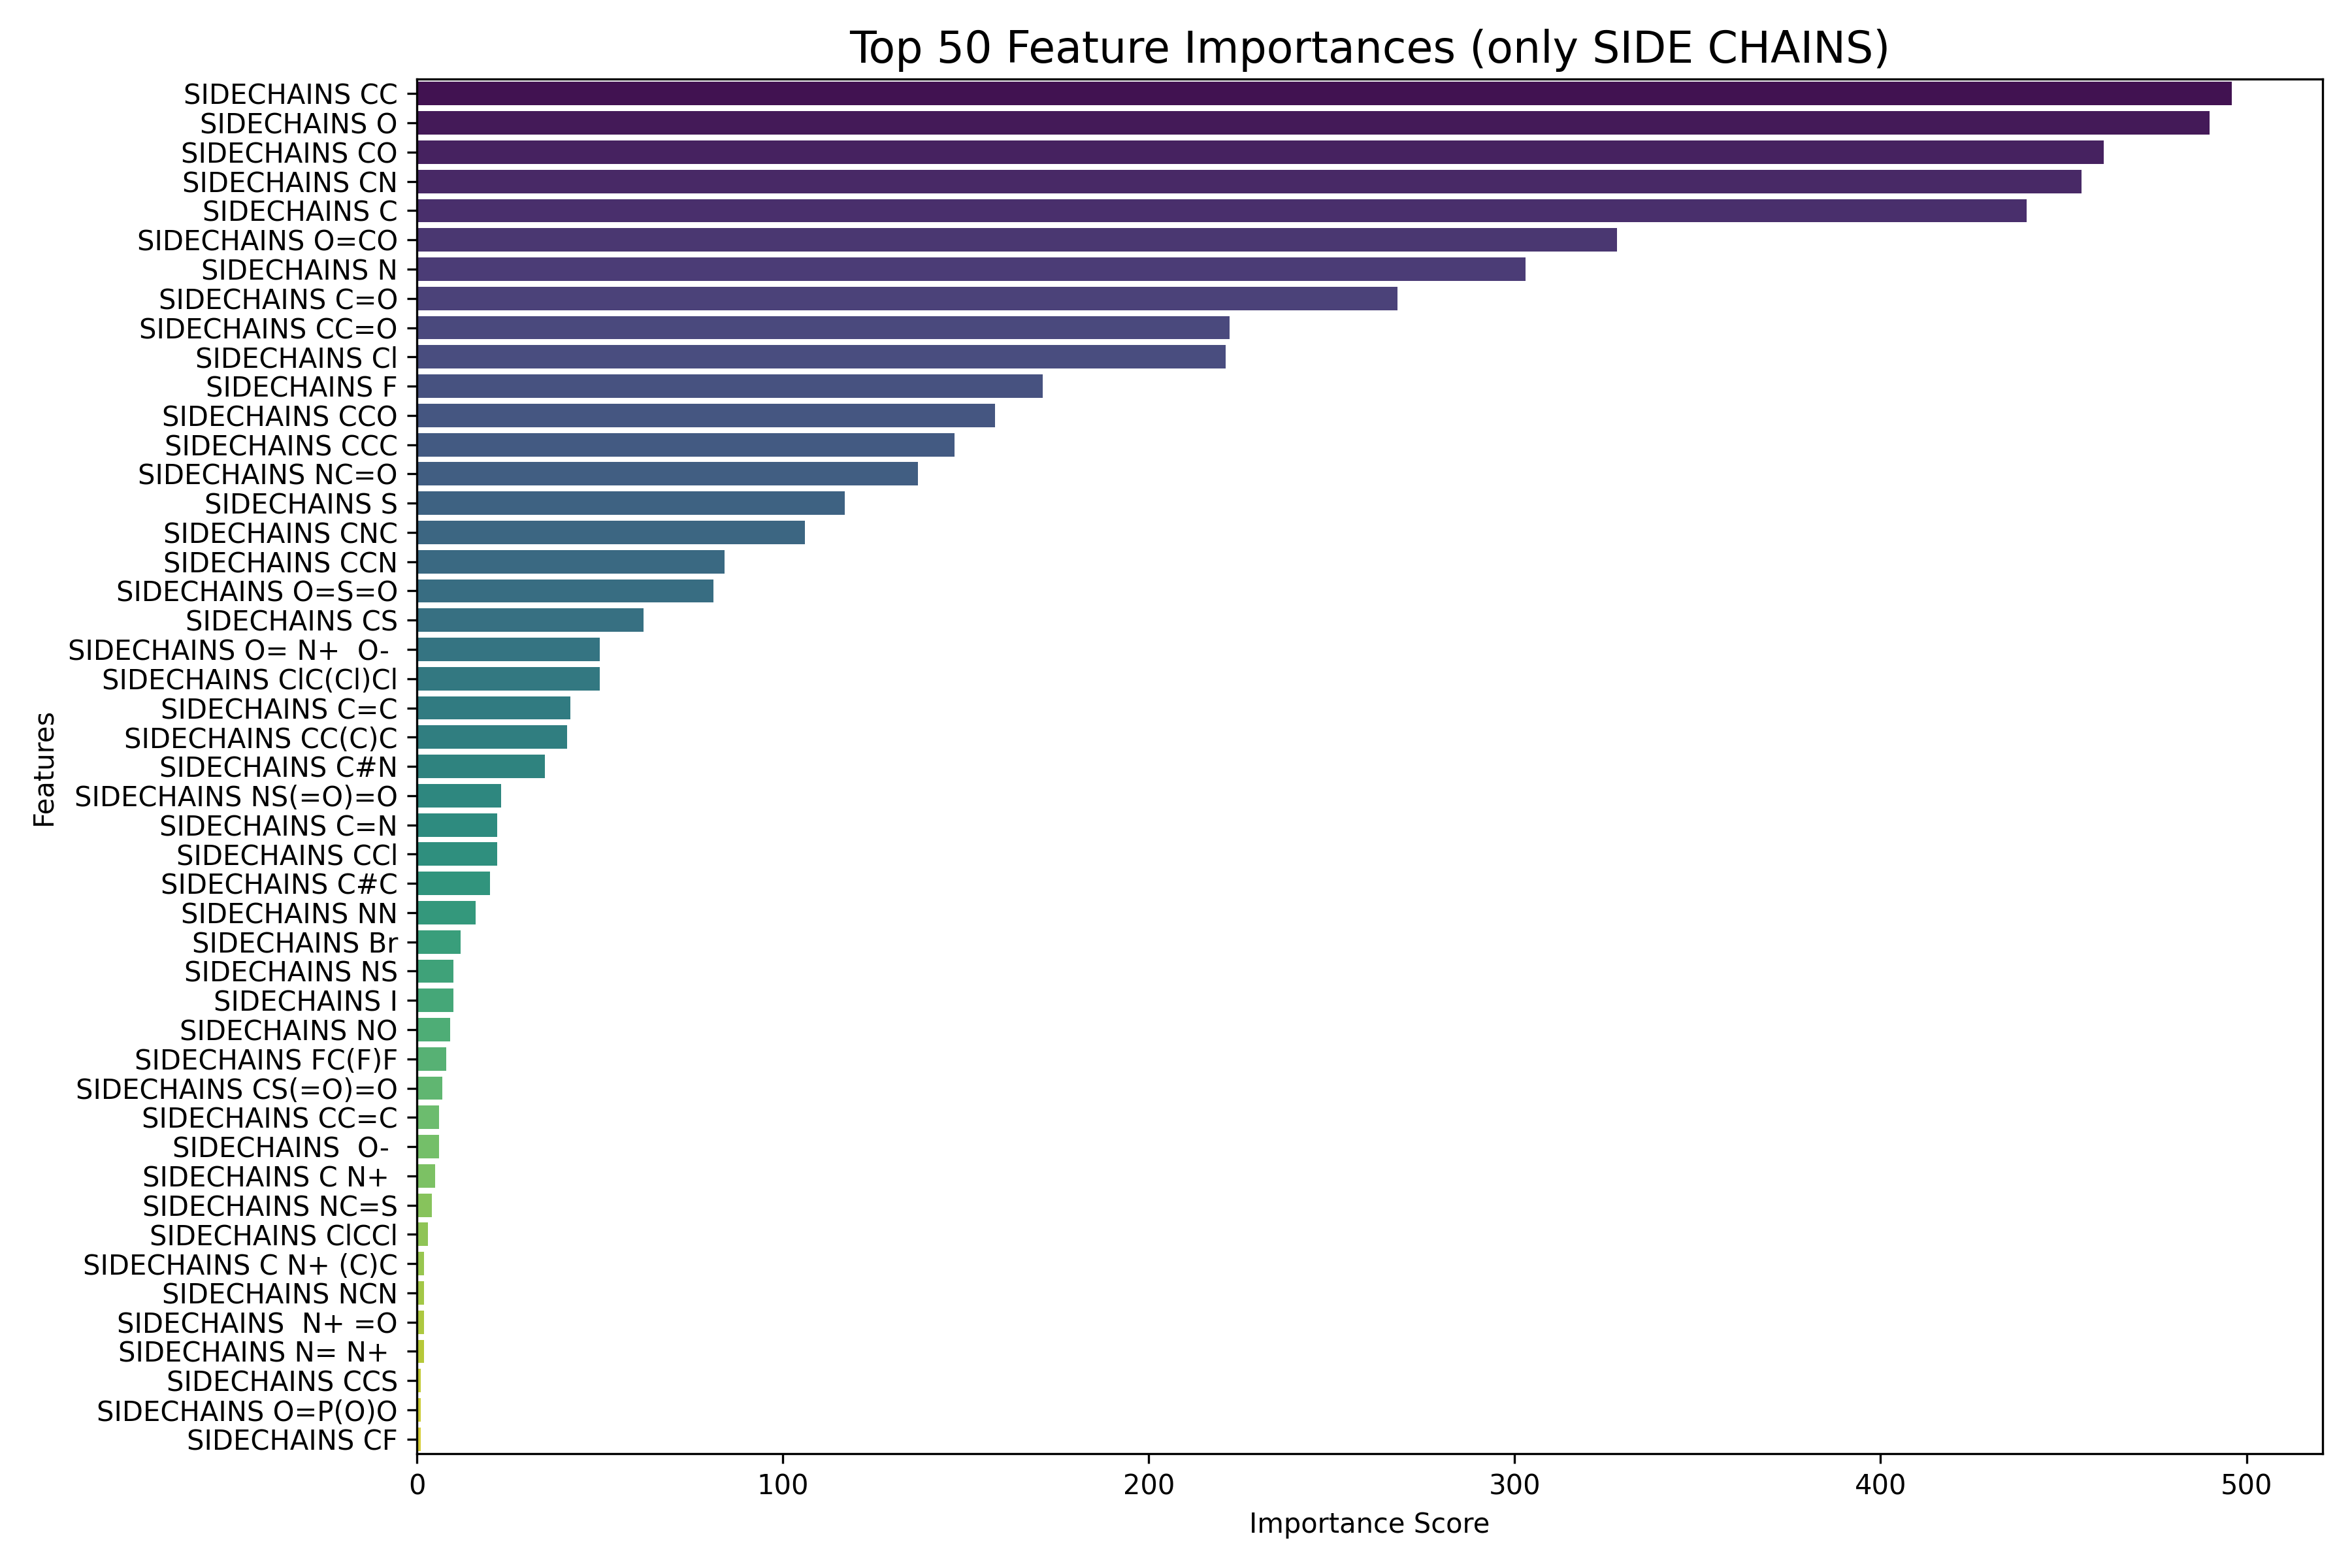 Top 50 Feature Importances (only SIDE CHAINS)
SIDECHAINS CC
SIDECHAINS O
SIDECHAINS CO
SIDECHAINS CN
SIDECHAINS C
SIDECHAINS O=CO
SIDECHAINS N
SIDECHAINS C=O
SIDECHAINS CC=O
SIDECHAINS Cl
SIDECHAINS F
SIDECHAINS CCO
SIDECHAINS CCC
SIDECHAINS NC=O
SIDECHAINS S
SIDECHAINS CNC
SIDECHAINS CCN
SIDECHAINS O=S=O
SIDECHAINS CS
SIDECHAINS O= N+  O-
SIDECHAINS ClC(Cl)Cl
SIDECHAINS C=C
SIDECHAINS CC(C)C
SIDECHAINS C#N
SIDECHAINS NS(=O)=O
SIDECHAINS C=N
SIDECHAINS CCl
SIDECHAINS C#C
SIDECHAINS NN
SIDECHAINS Br
SIDECHAINS NS
SIDECHAINS I
SIDECHAINS NO
SIDECHAINS FC(F)F
SIDECHAINS CS(=O)=O
SIDECHAINS CC=C
SIDECHAINS  O-
SIDECHAINS C N+
SIDECHAINS NC=S
SIDECHAINS ClCCl
SIDECHAINS C N+ (C)C
SIDECHAINS NCN
SIDECHAINS  N+ =O
SIDECHAINS N= N+
SIDECHAINS CCS
SIDECHAINS O=P(O)O
SIDECHAINS CF
Features
0 100 200 300 400 500
Importance Score